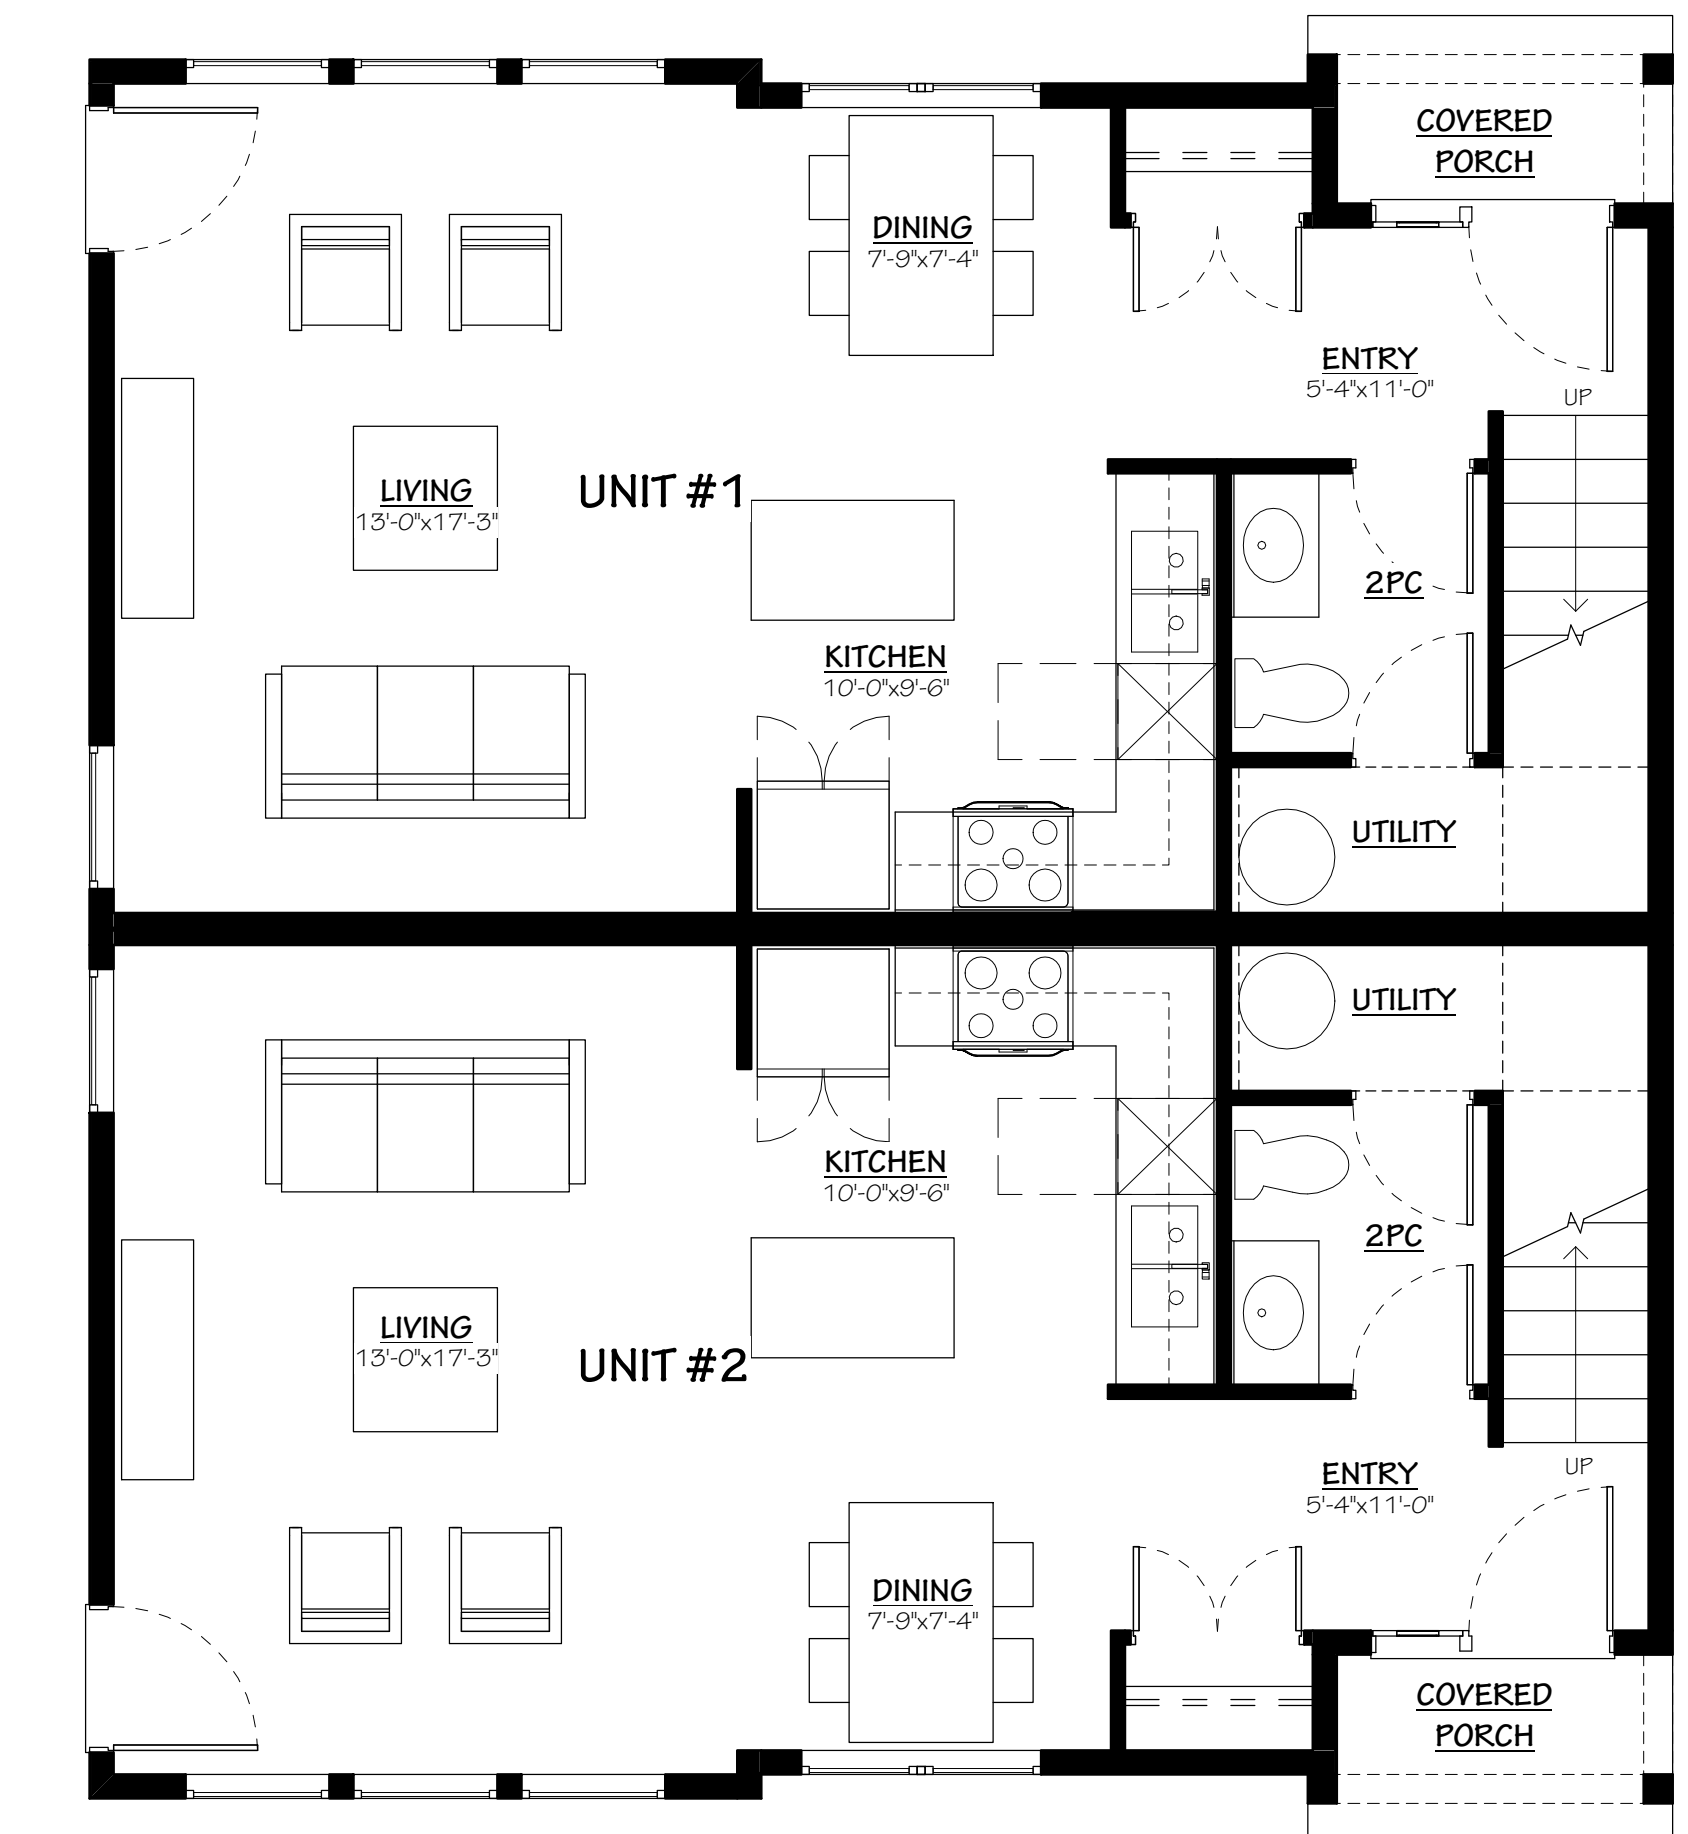 COVERED
PORCH
DINING
7'-9"x7'-4"
ENTRY
5'-4"x11'-0"
UP
LIVING
13'-0"x17'-3"
UNIT #1
2PC
KITCHEN
10'-0"x9'-6"
UTILITY
UTILITY
KITCHEN
10'-0"x9'-6"
2PC
LIVING
13'-0"x17'-3"
UNIT #2
ENTRY
5'-4"x11'-0"
UP
DINING
7'-9"x7'-4"
COVERED
PORCH